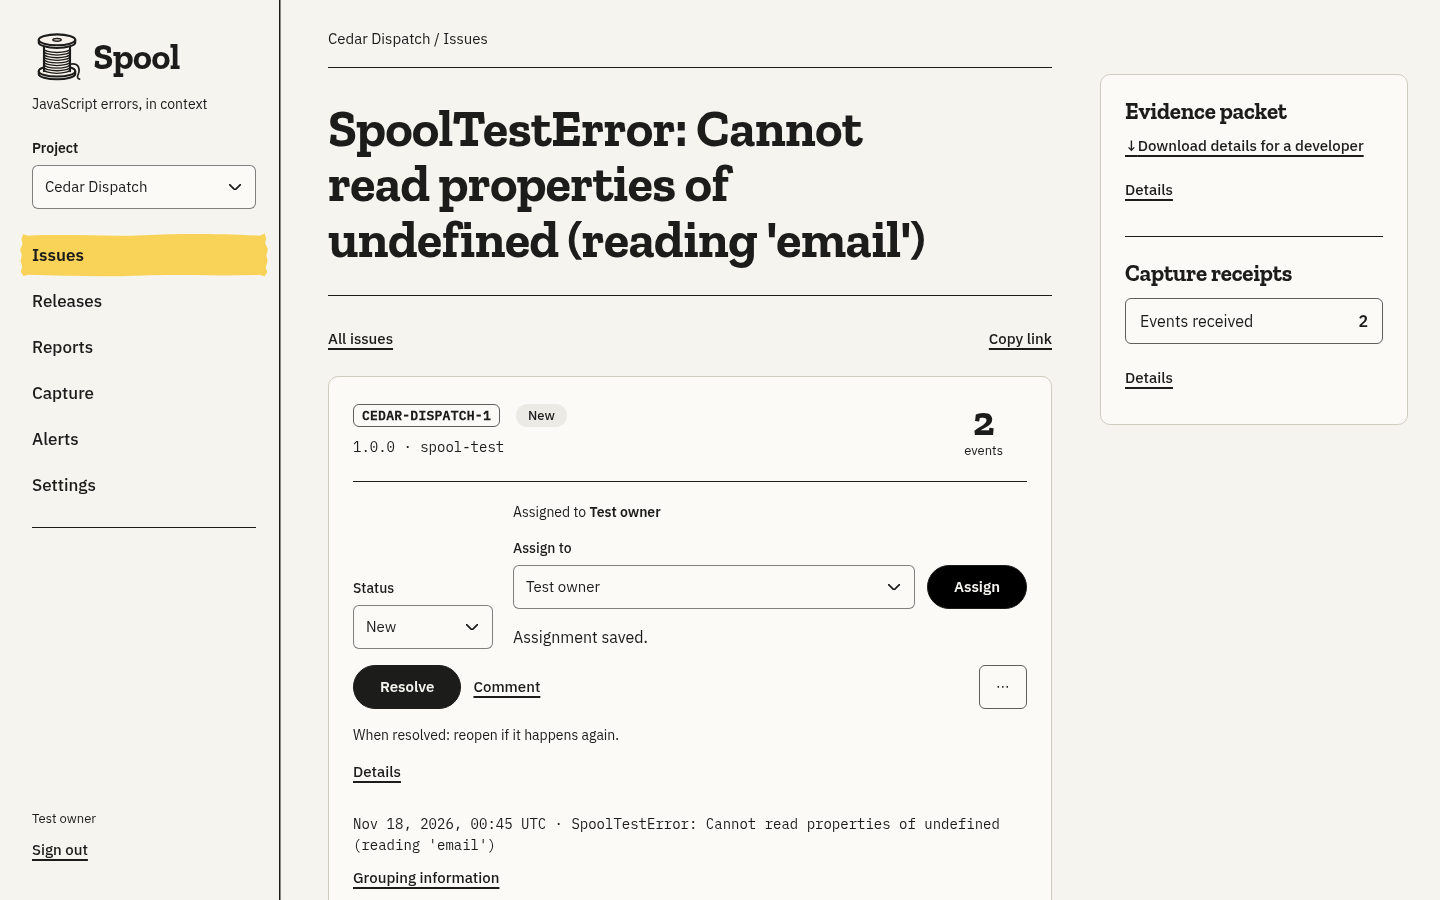 Spool
JavaScript errors, in context
Project
Cedar Dispatch
Issues
Releases
Reports
Capture
Alerts
Settings
Test owner
Sign out
Cedar Dispatch / Issues
SpoolTestError: Cannot
read properties of
undefined (reading 'email')
All issues
Copy link
CEDAR-DISPATCH-1
New
1.0.0 · spool-test
2
events
Assigned to Test owner
Assign to
Test owner
Assign
Status
New
Assignment saved.
Resolve
Comment
...
When resolved: reopen if it happens again.
Details
Nov 18, 2026, 00:45 UTC · SpoolTestError: Cannot read properties of undefined
(reading 'email')
Grouping information
Evidence packet
↓Download details for a developer
Details
Capture receipts
Events received 2
Details